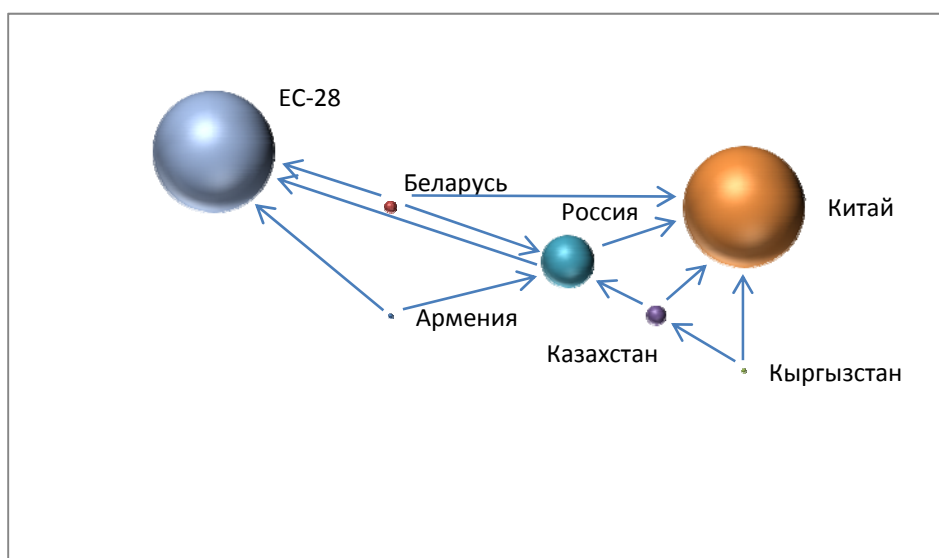 ЕС-28
Беларусь
Россия
Китай
Армения
Казахстан
Кыргызстан